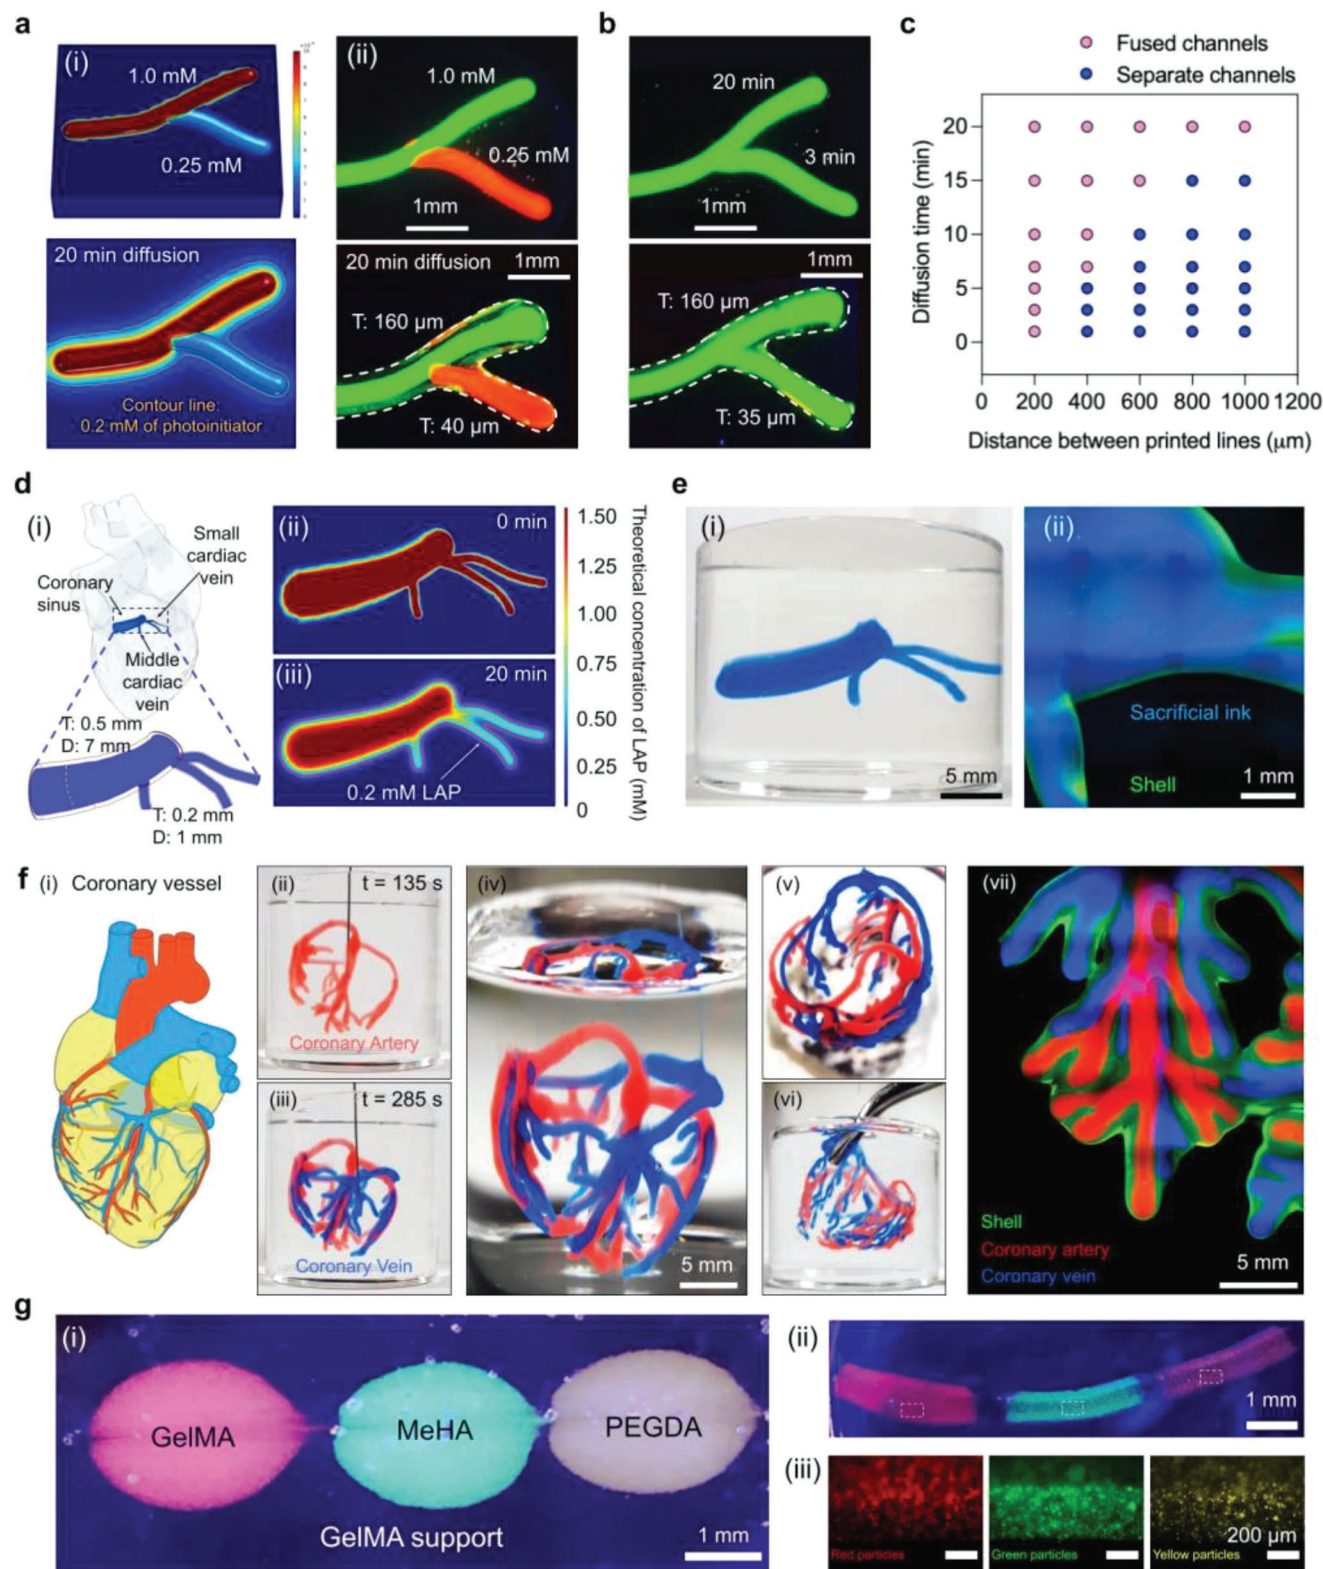 a
(i)
1.0 mM
0.25 mM
20 min diffusion
Contour line:
0.2 mM of photoinitiator
(ii)
1.0 mM
0.25 mM
1mm
20 min diffusion
1mm
T: 160 µm
T: 40 µm
b
20 min
3 min
1mm
1mm
T: 160 µm
T: 35 µm
c
Fused channels
Separate channels
Diffusion time (min)
20
15
10
5
0
0
200
400
600
800
1000
1200
Distance between printed lines (µm)
d
(i)
Small
cardiac
vein
Coronary
sinus
Middle
cardiac
vein
T: 0.5 mm
D: 7 mm
T: 0.2 mm
D: 1 mm
(ii)
0 min
(iii)
20 min
0.2 mM LAP
1.50
1.25
1.00
0.75
0.50
0.25
0
Theoretical concentration of LAP (mM)
e
(i)
5 mm
(ii)
Sacrificial ink
Shell
1 mm
f
(i) Coronary vessel
(ii)
t = 135 s
Coronary Artery
(iii)
t = 285 s
Coronary Vein
(iv)
5 mm
(v)
(vi)
(vii)
Shell
Coronary artery
Coronary vein
5 mm
g
(i)
GelMA
MeHA
PEGDA
GelMA support
1 mm
(ii)
1 mm
(iii)
Red particles
Green particles
Yellow particles
200 µm